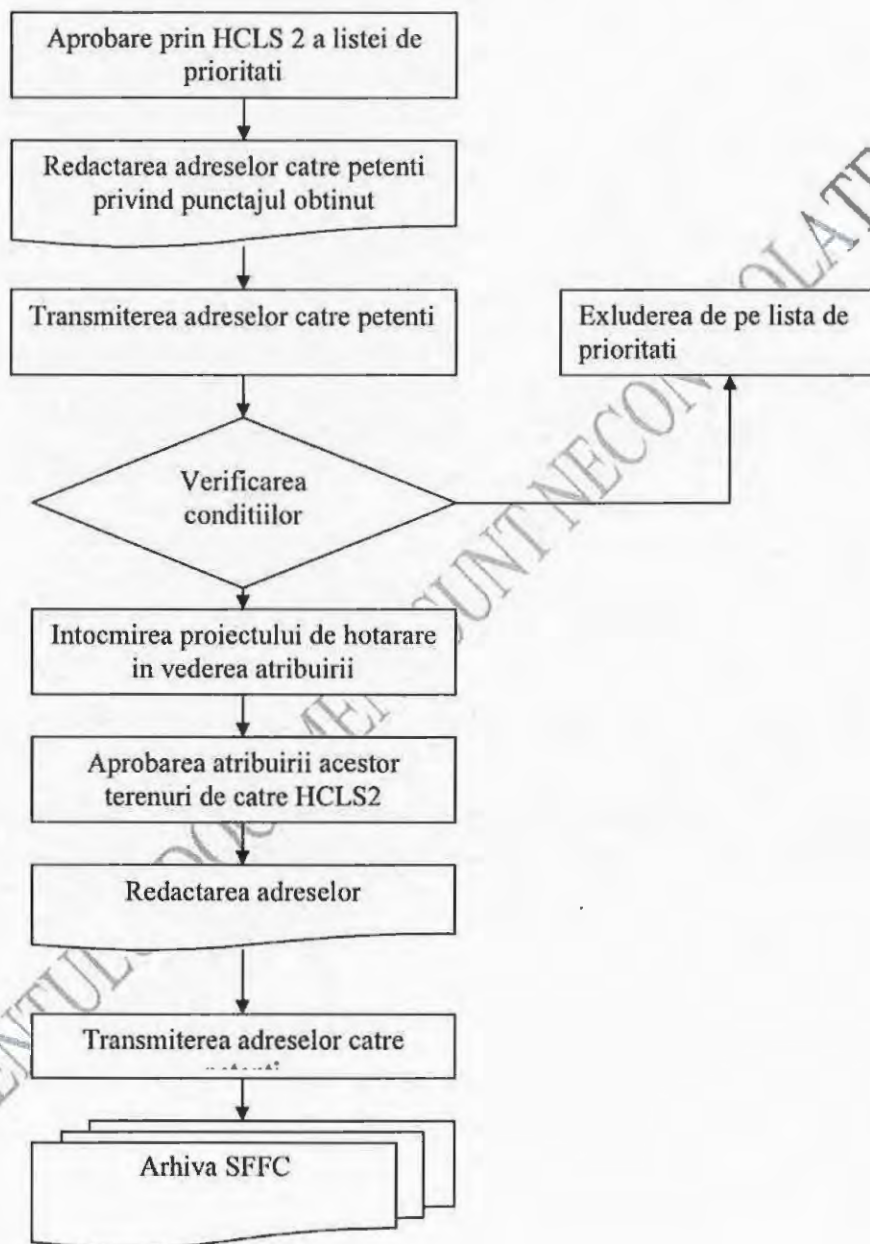 Aprobare prin HCLS 2 a listei de
prioritati
Redactarea adreselor catre petenti
privind punctajul obtinut
Transmiterea adreselor catre petenti
Exluderea de pe lista de
prioritati
Verificarea
conditiilor
Intocmirea proiectului de hotarare
in vederea atribuirii
Aprobarea atribuirii acestor
terenuri de catre HCLS2
Redactarea adreselor
Transmiterea adreselor catre
Arhiva SFFC
SUNT